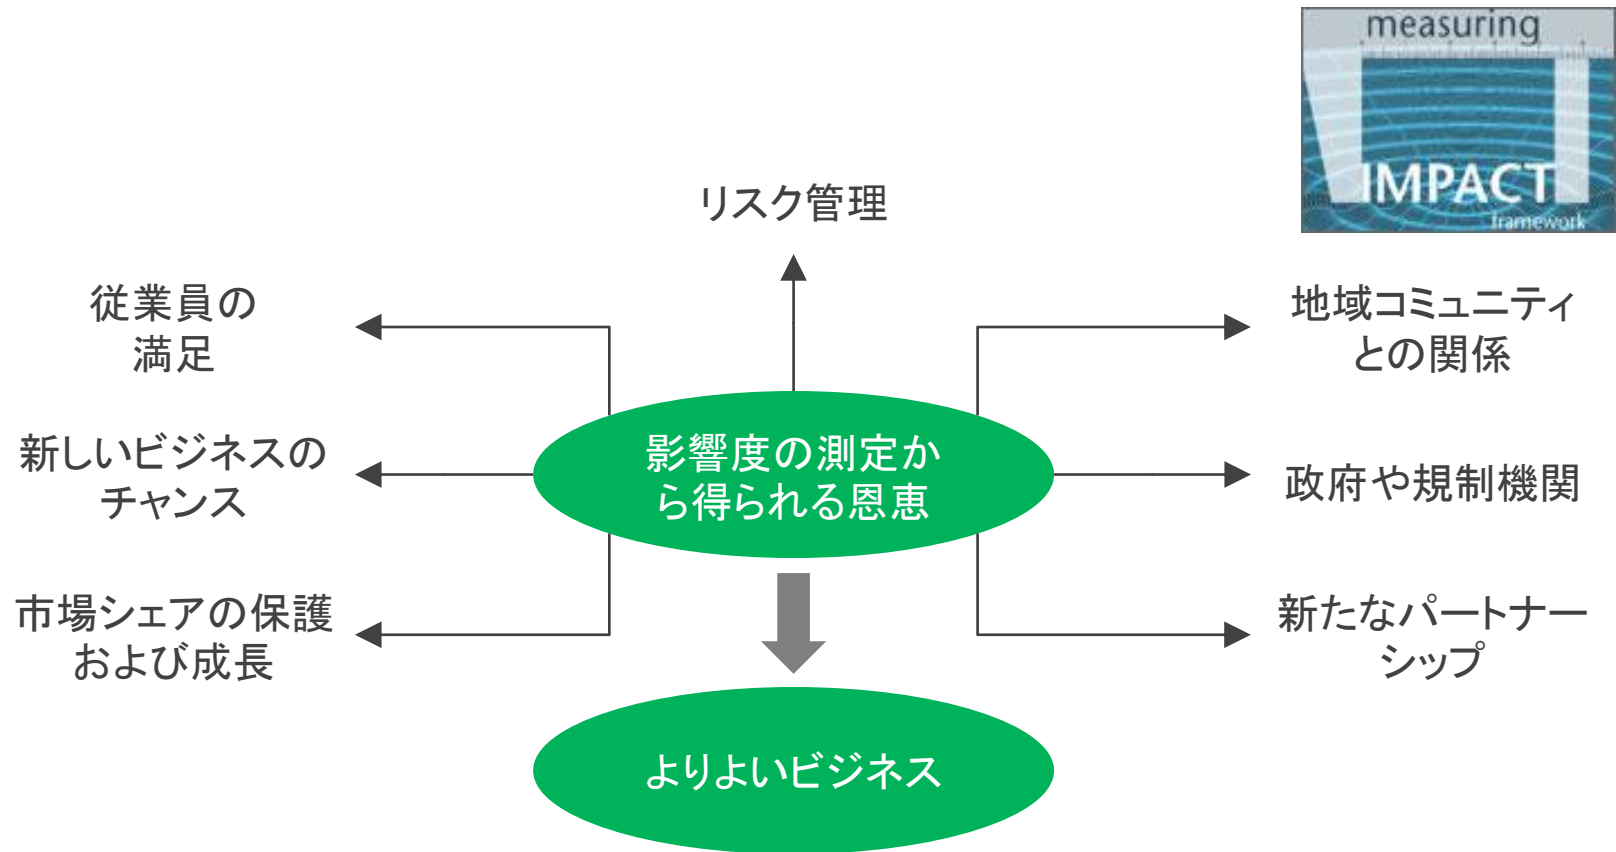 measuring
IMPACT
framework
リスク管理
従業員の
満足
地域コミュニティ
との関係
新しいビジネスの
チャンス
影響度の測定か
ら得られる恩恵
政府や規制機関
市場シェアの保護
および成長
新たなパートナー
シップ
よりよいビジネス